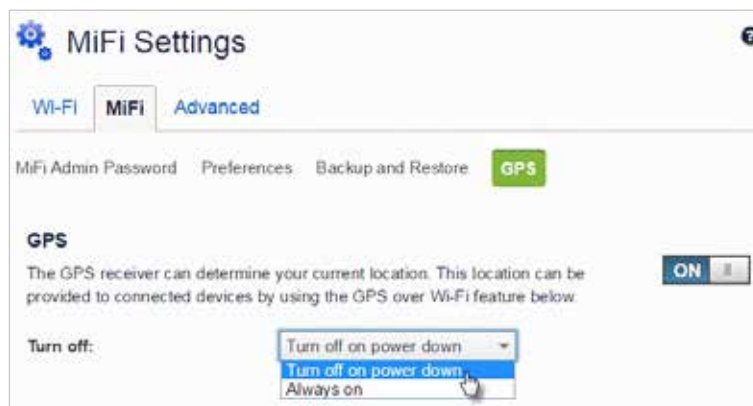 MiFi Settings
Wi-Fi MiFi Advanced
MiFi Admin Password Preferences Backup and Restore GPS
GPS
The GPS receiver can determine your current location. This location can be
provided to connected devices by using the GPS over Wi-Fi feature below.
ON
Turn off: Turn off on power down
Turn off on power down
Always on